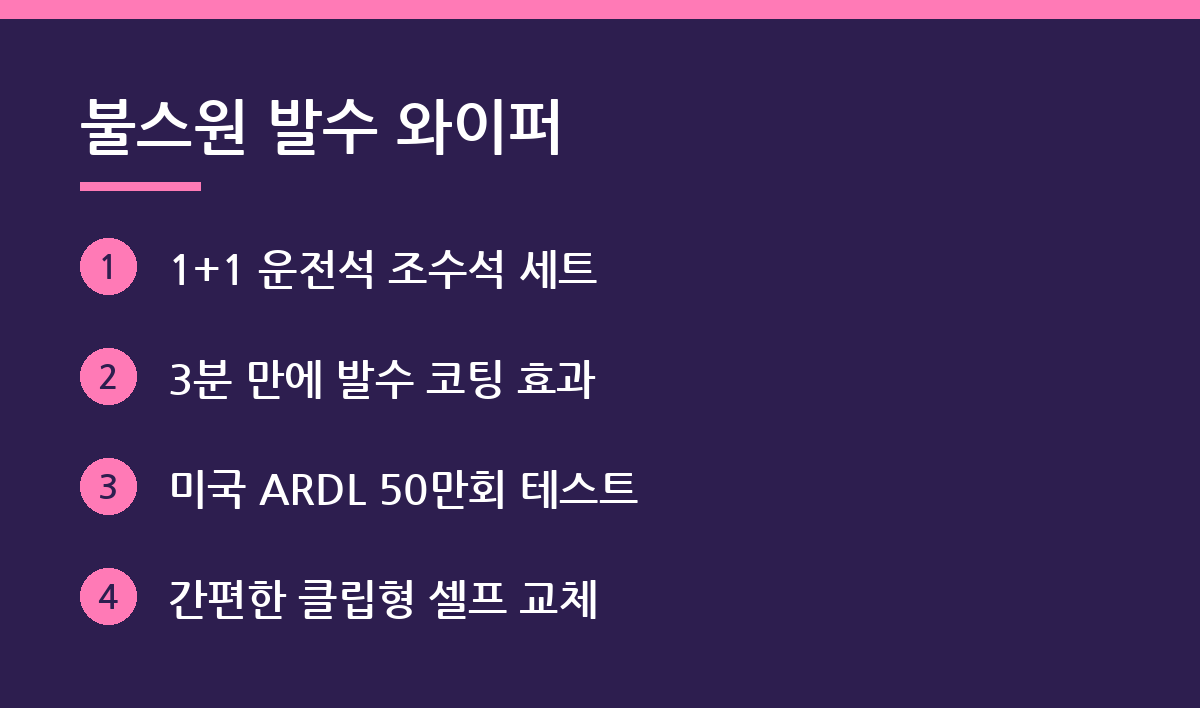 불스원 발수 와이퍼
1 1+1 운전석 조수석 세트
2 3분 만에 발수 코팅 효과
3 미국 ARDL 50만회 테스트
4 간편한 클립형 셀프 교체